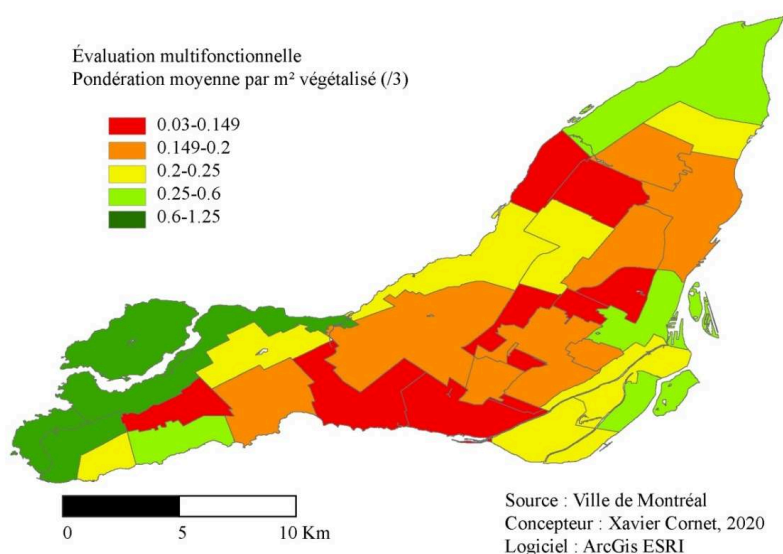 Évaluation multifonctionnelle
Pondération moyenne par m² végétalisé (/3)
0.03-0.149
0.149-0.2
0.2-0.25
0.25-0.6
0.6-1.25
0 5 10 Km
Source : Ville de Montréal
Concepteur : Xavier Cornet, 2020
Logiciel : ArcGis ESRI